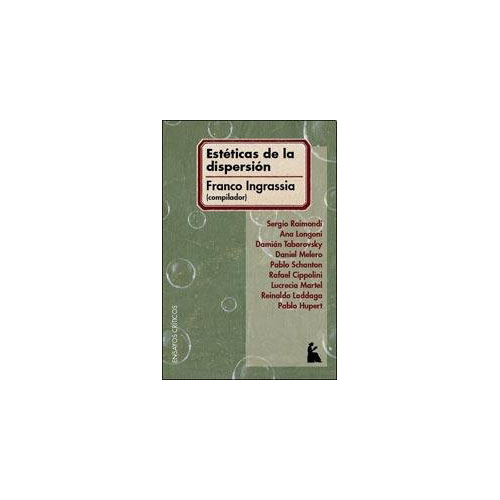 Estéticas de la
dispersión
Franco Ingrassia
(compilador)
Sergio Raimondi
Ana Longoni
Damián Tabarovsky
Daniel Melero
Pablo Schanton
Rafael Cippolini
Lucrecia Martel
Reinaldo Laddaga
Pablo Hupert
ENSAYOS CRÍTICOS